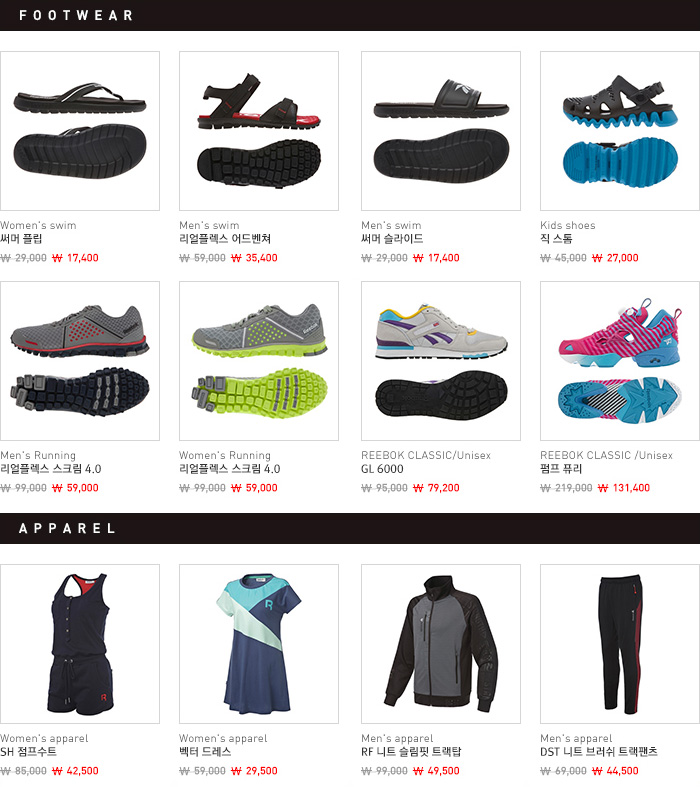 FOOTWEAR
Women's swim
써머 플립
₩ 29,000 ₩ 17,400
Men's swim
리얼플렉스 어드벤쳐
₩ 59,000 ₩ 35,400
Men's swim
써머 슬라이드
₩ 29,000 ₩ 17,400
Kids shoes
직 스톰
₩ 45,000 ₩ 27,000
Men's Running
리얼플렉스 스크림 4.0
₩ 99,000 ₩ 59,000
Women's Running
리얼플렉스 스크림 4.0
₩ 99,000 ₩ 59,000
REEBOK CLASSIC/Unisex
GL 6000
₩ 95,000 ₩ 79,200
REEBOK CLASSIC /Unisex
펌프 퓨리
₩ 219,000 ₩ 131,400
APPAREL
Women's apparel
SH 점프수트
₩ 85,000 ₩ 42,500
Women's apparel
벡터 드레스
₩ 59,000 ₩ 29,500
Men's apparel
RF 니트 슬림핏 트랙탑
₩ 99,000 ₩ 49,500
Men's apparel
DST 니트 브러쉬 트랙팬츠
₩ 69,000 ₩ 44,500